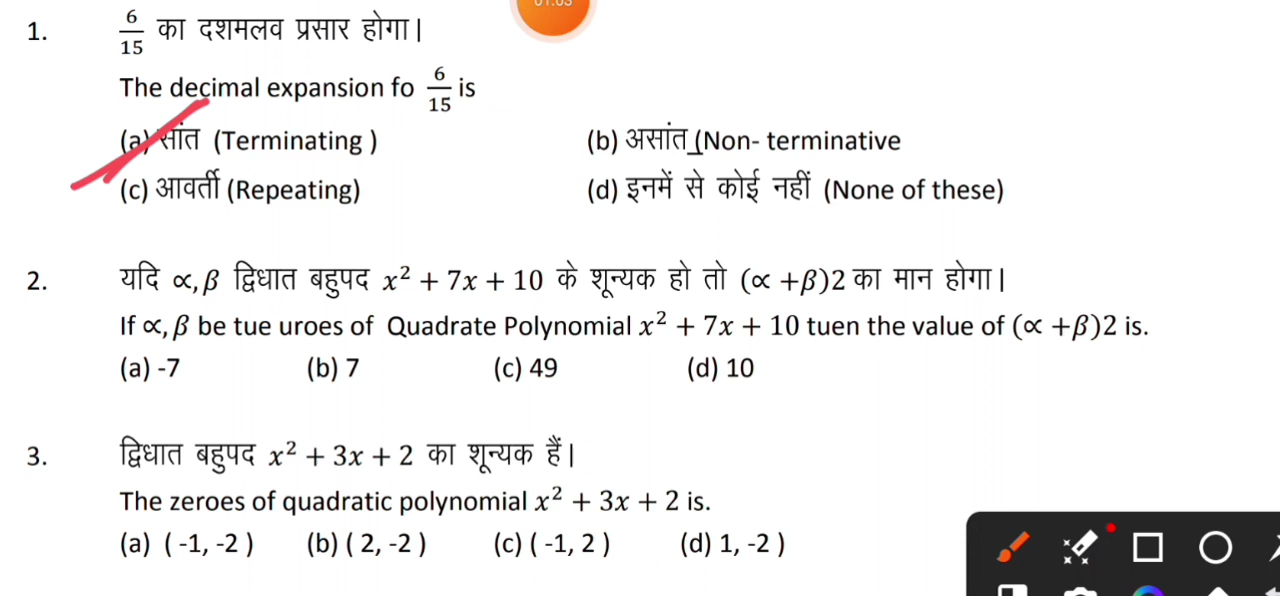 01:03
1. 6/15 का दशमलव प्रसार होगा|
The decimal expansion fo 6/15 is
(a) सांत (Terminating ) (b) असांत (Non- terminative
(c) आवर्ती (Repeating) (d) इनमें से कोई नहीं (None of these)
2. यदि ∝, β द्विधात बहुपद x² + 7x + 10 के शून्यक हो तो (∝ +β)2 का मान होगा|
If ∝, β be tue uroes of Quadrate Polynomial x² + 7x + 10 tuen the value of (∝ +β)2 is.
(a) -7 (b) 7 (c) 49 (d) 10
3. द्विधात बहुपद x² + 3x + 2 का शून्यक हैं|
The zeroes of quadratic polynomial x² + 3x + 2 is.
(a) ( -1, -2 ) (b) ( 2, -2 ) (c) ( -1, 2 ) (d) 1, -2 )